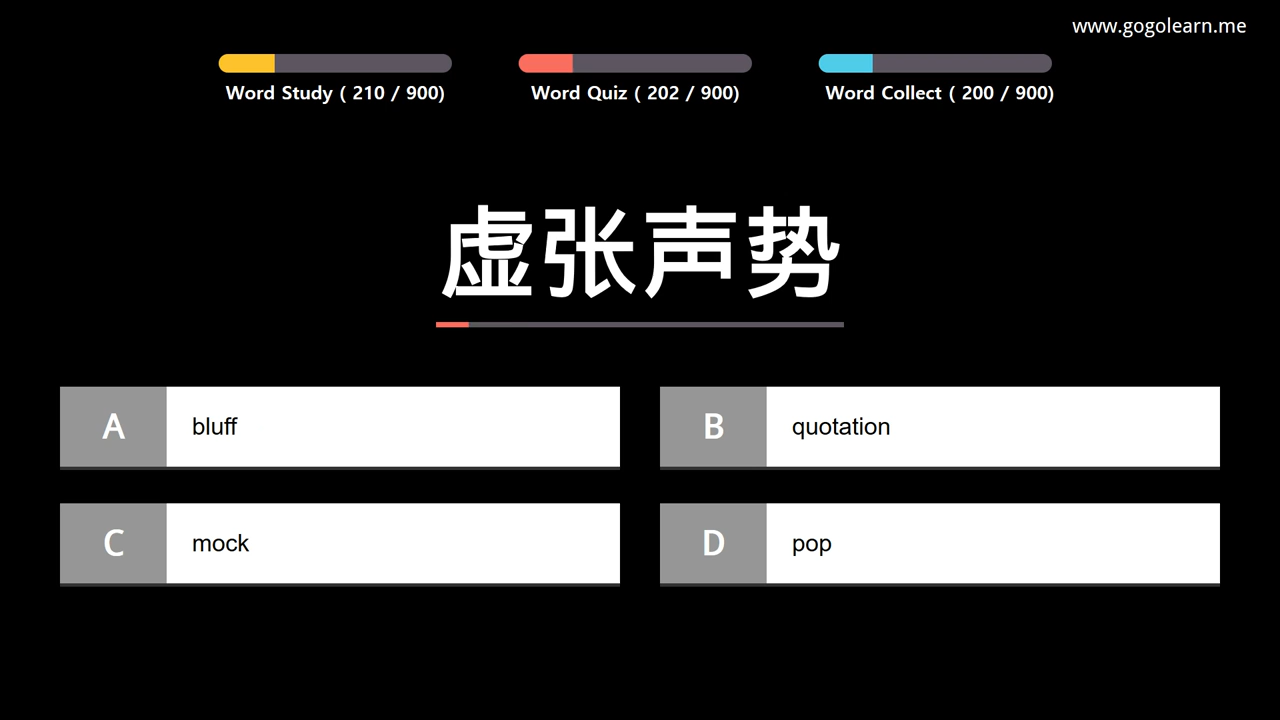 www.gogolearn.me
Word Study ( 210 / 900)
Word Quiz ( 202 / 900)
Word Collect ( 200 / 900)
虚张声势
A bluff
B quotation
C mock
D pop